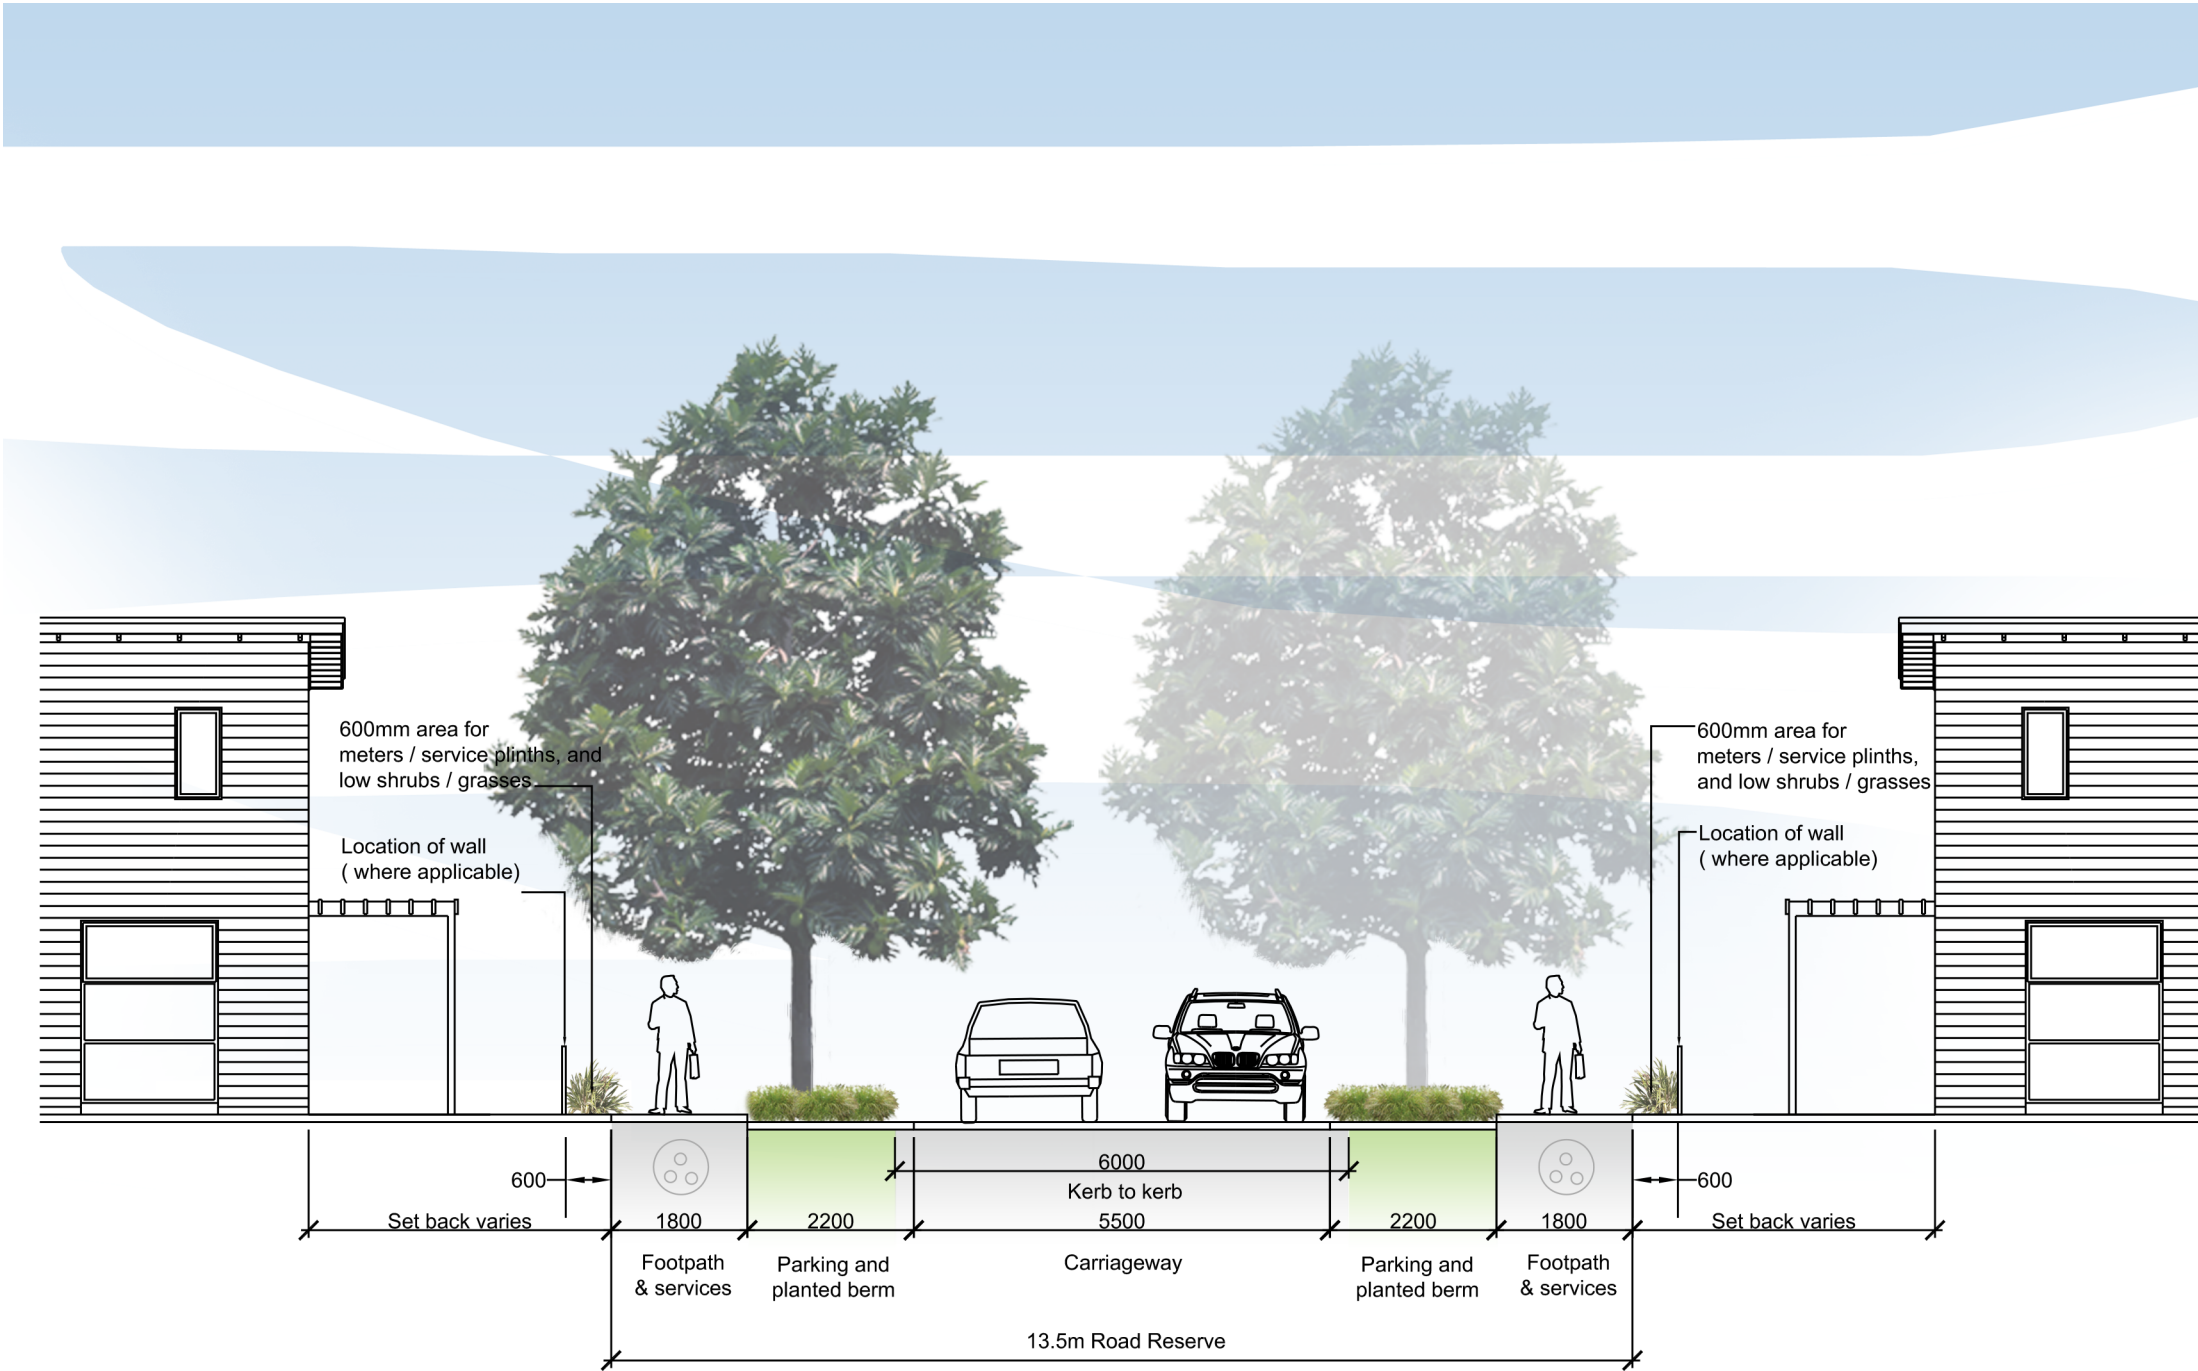 600mm area for
meters / service plinths, and
low shrubs / grasses
Location of wall
( where applicable)
600mm area for
meters / service plinths,
and low shrubs / grasses
Location of wall
( where applicable)
6000
Kerb to kerb
600
600
Set back varies
1800
2200
5500
2200
1800
Set back varies
Footpath
& services
Parking and
planted berm
Carriageway
Parking and
planted berm
Footpath
& services
13.5m Road Reserve